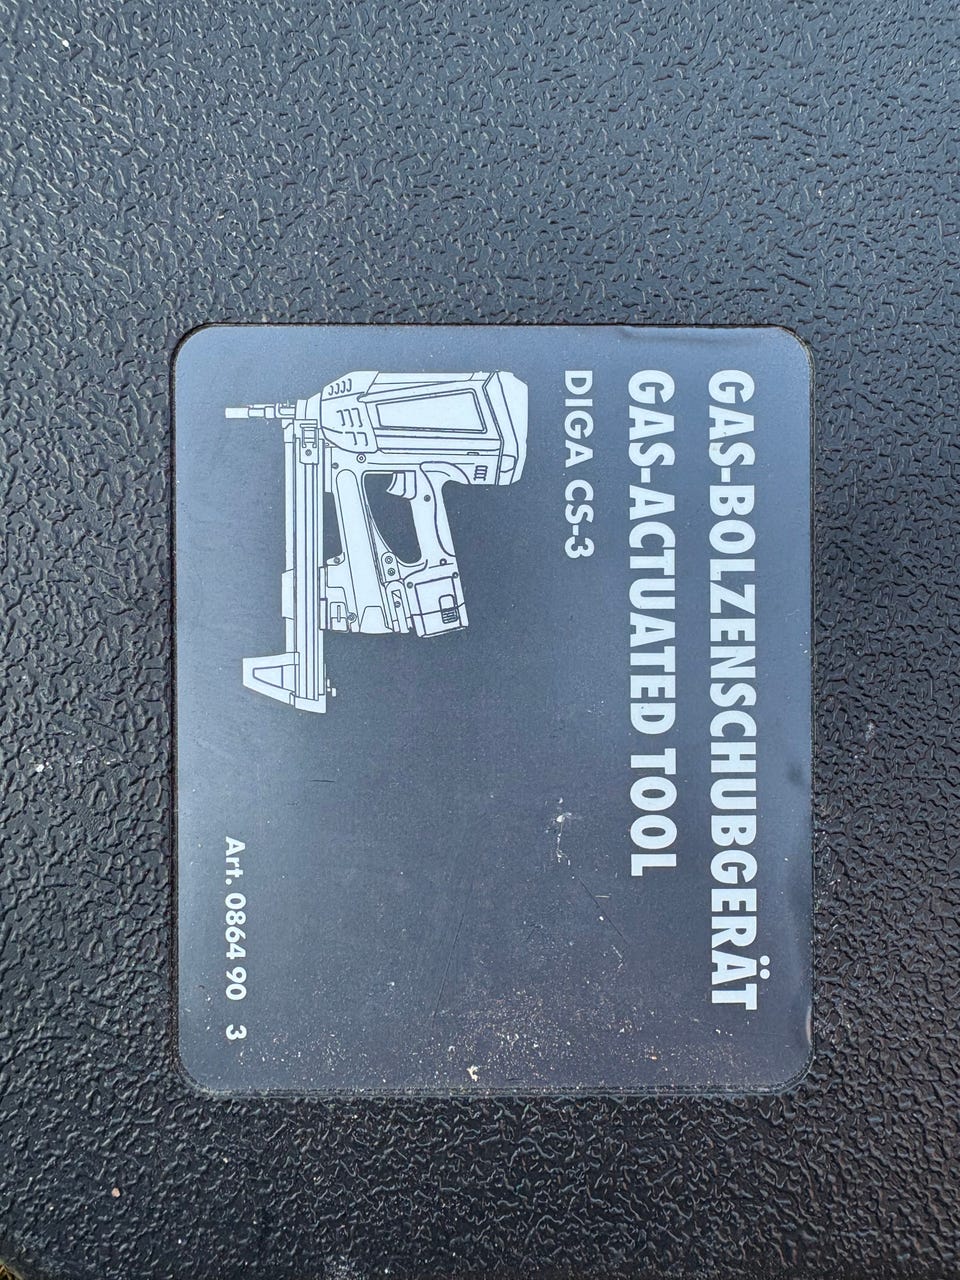 GAS-BOLZENSCHUBGERÄT
GAS-ACTUATED TOOL
DIGA CS-3
Art. 0864 90 3